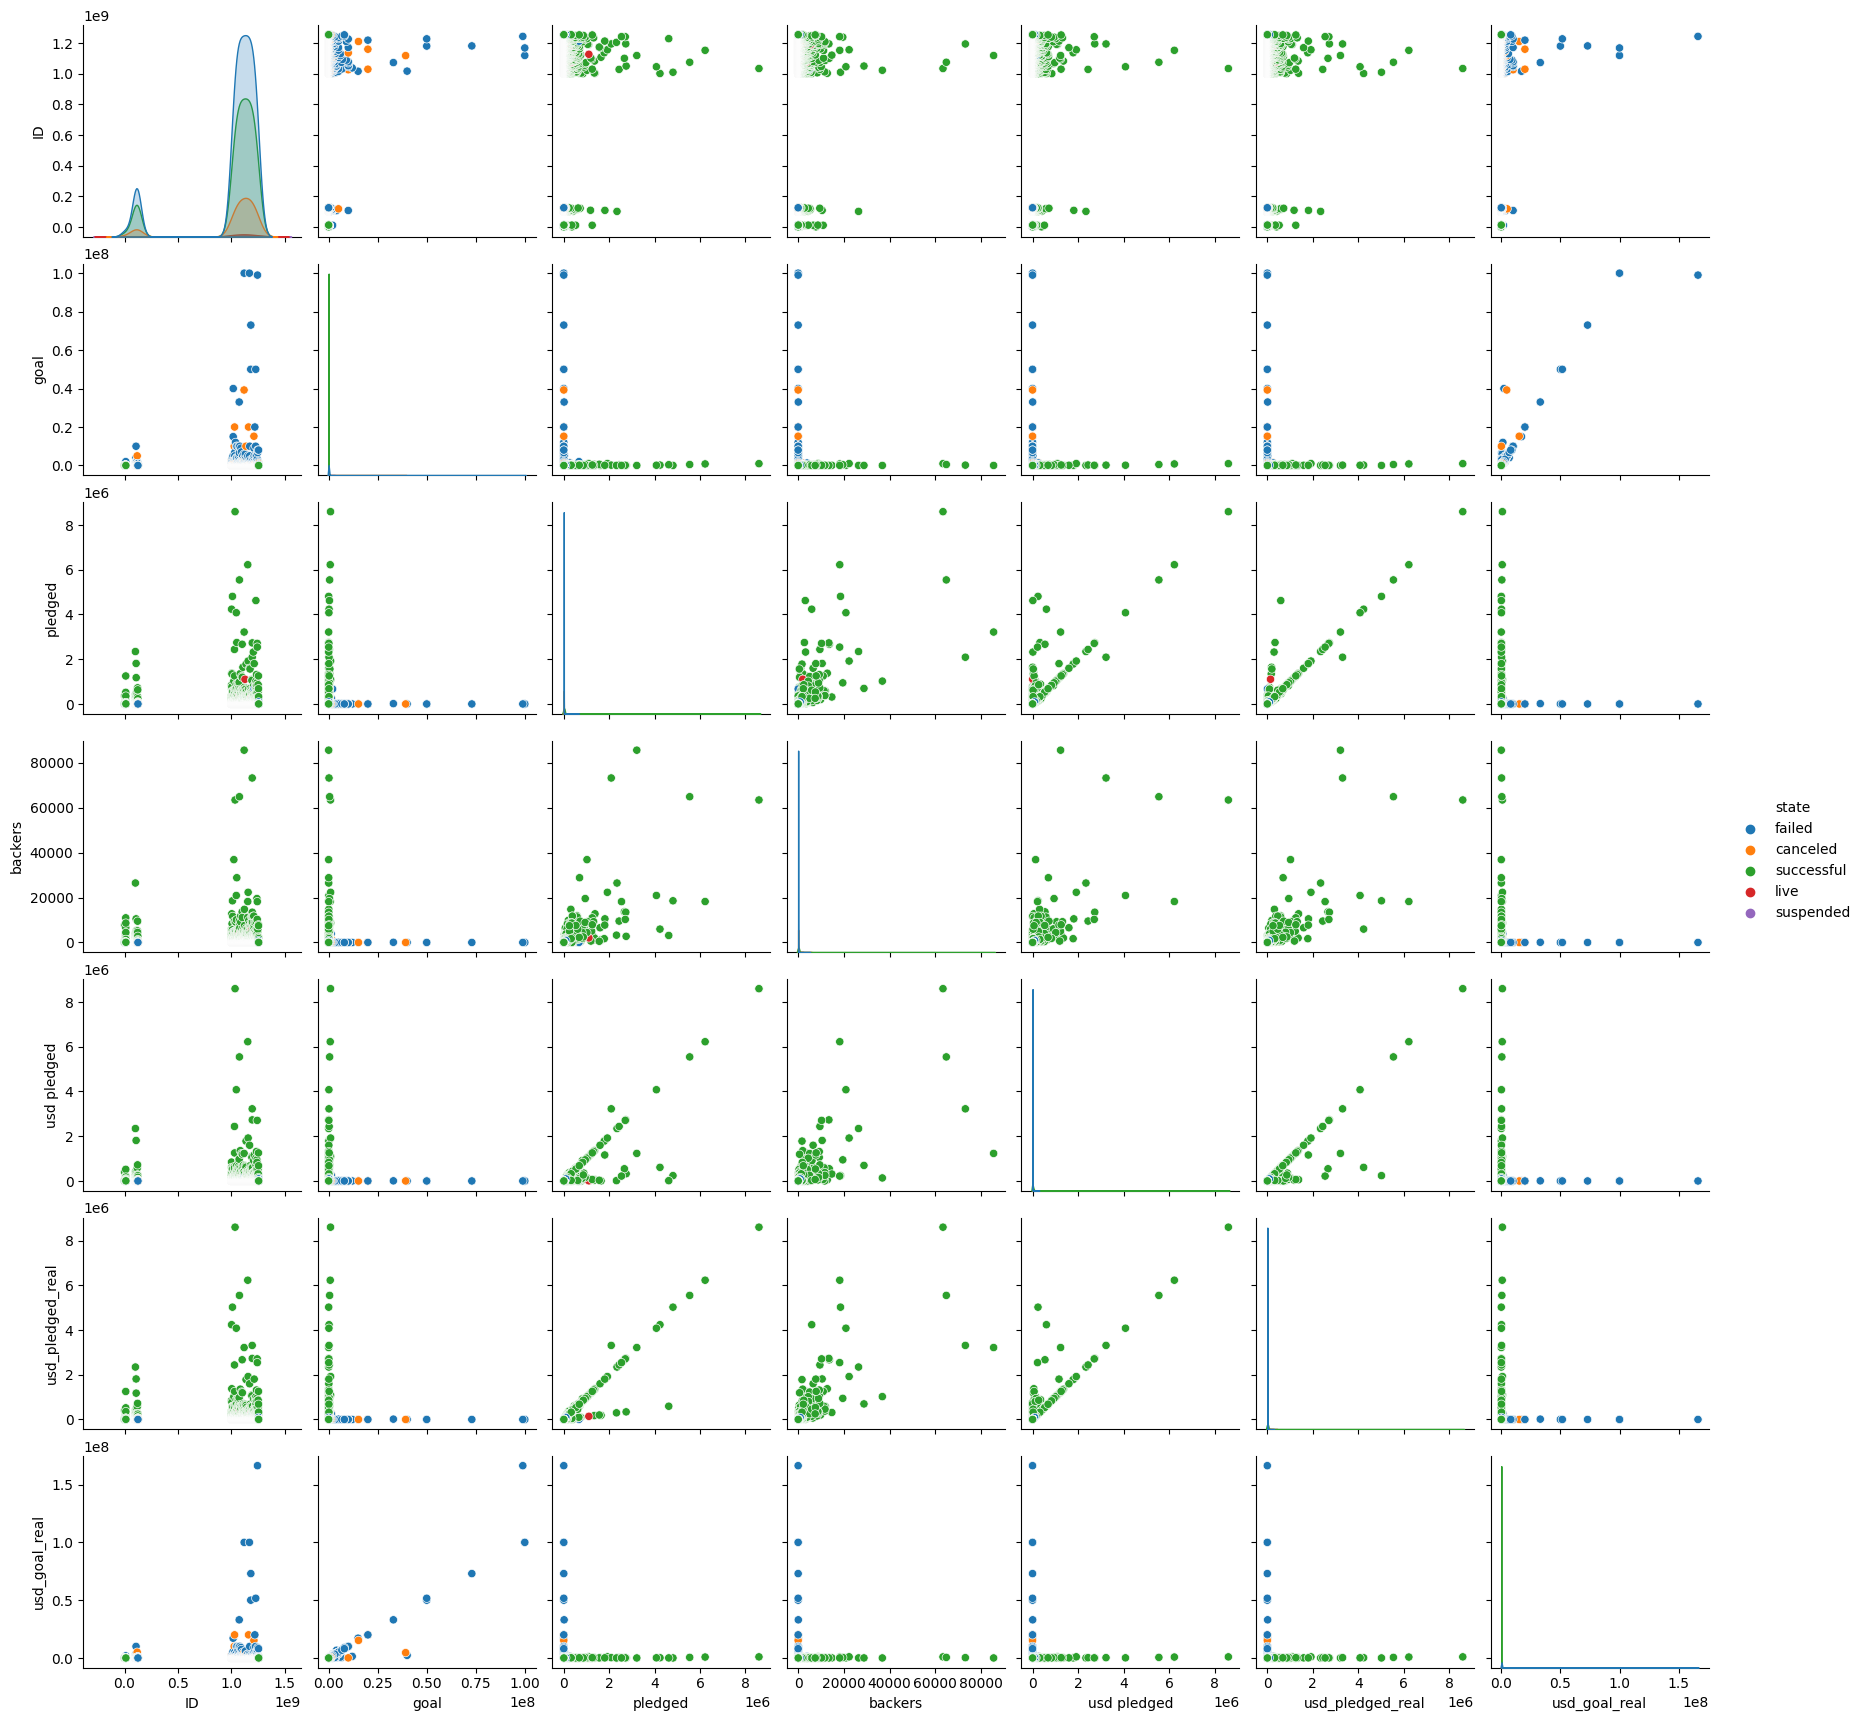 1e9
1.2
1.0
0.8
0.6
0.4
0.2
0.0
ID
1e8
1.0
0.8
0.6
0.4
0.2
0.0
goal
1e6
8
6
4
2
0
pledged
80000
60000
40000
20000
0
backers
state
failed
canceled
successful
live
suspended
1e6
8
6
4
2
0
usd pledged
1e6
8
6
4
2
0
usd_pledged_real
1e8
1.5
1.0
0.5
0.0
usd_goal_real
0.0 0.5 1.0 1e9
ID
0.00 0.25 0.50 0.75 1.00 1e8
goal
0 2 4 6 8 1e6
pledged
0 20000 40000 60000 80000
backers
0 2 4 6 8 1e6
usd pledged
0 2 4 6 8 1e6
usd_pledged_real
0.0 0.5 1.0 1.5 1e8
usd_goal_real